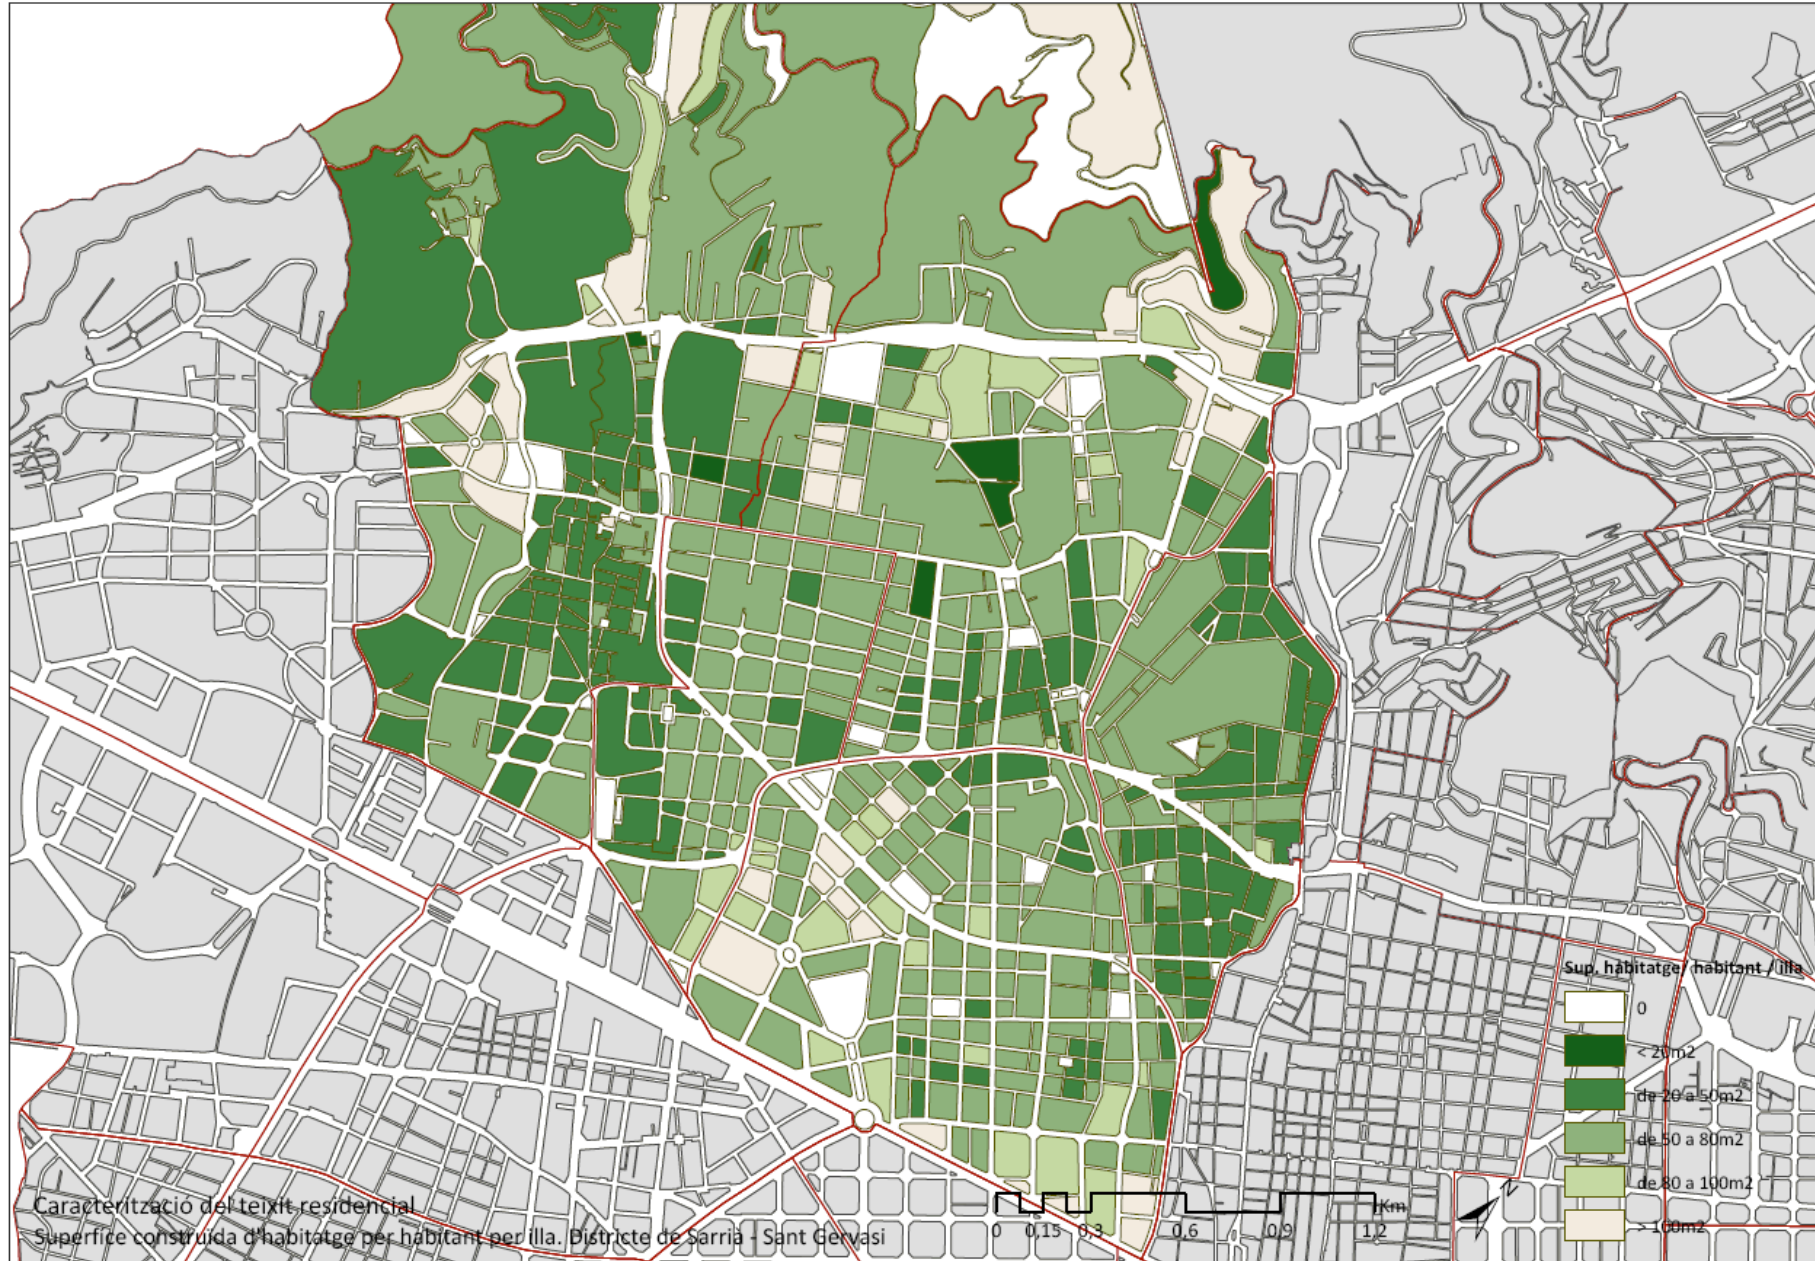 Sup. habitatge/ habitant / illa
0
< 20m2
de 20 a 50m2
de 50 a 80m2
de 80 a 100m2
> 100m2
N
Km
0 0,15 0,3 0,6 0,9 1,2
Caracterització del teixit residencial
Superfice construida d'habitatge per habitant per illa. Districte de Sarrià - Sant Gervasi